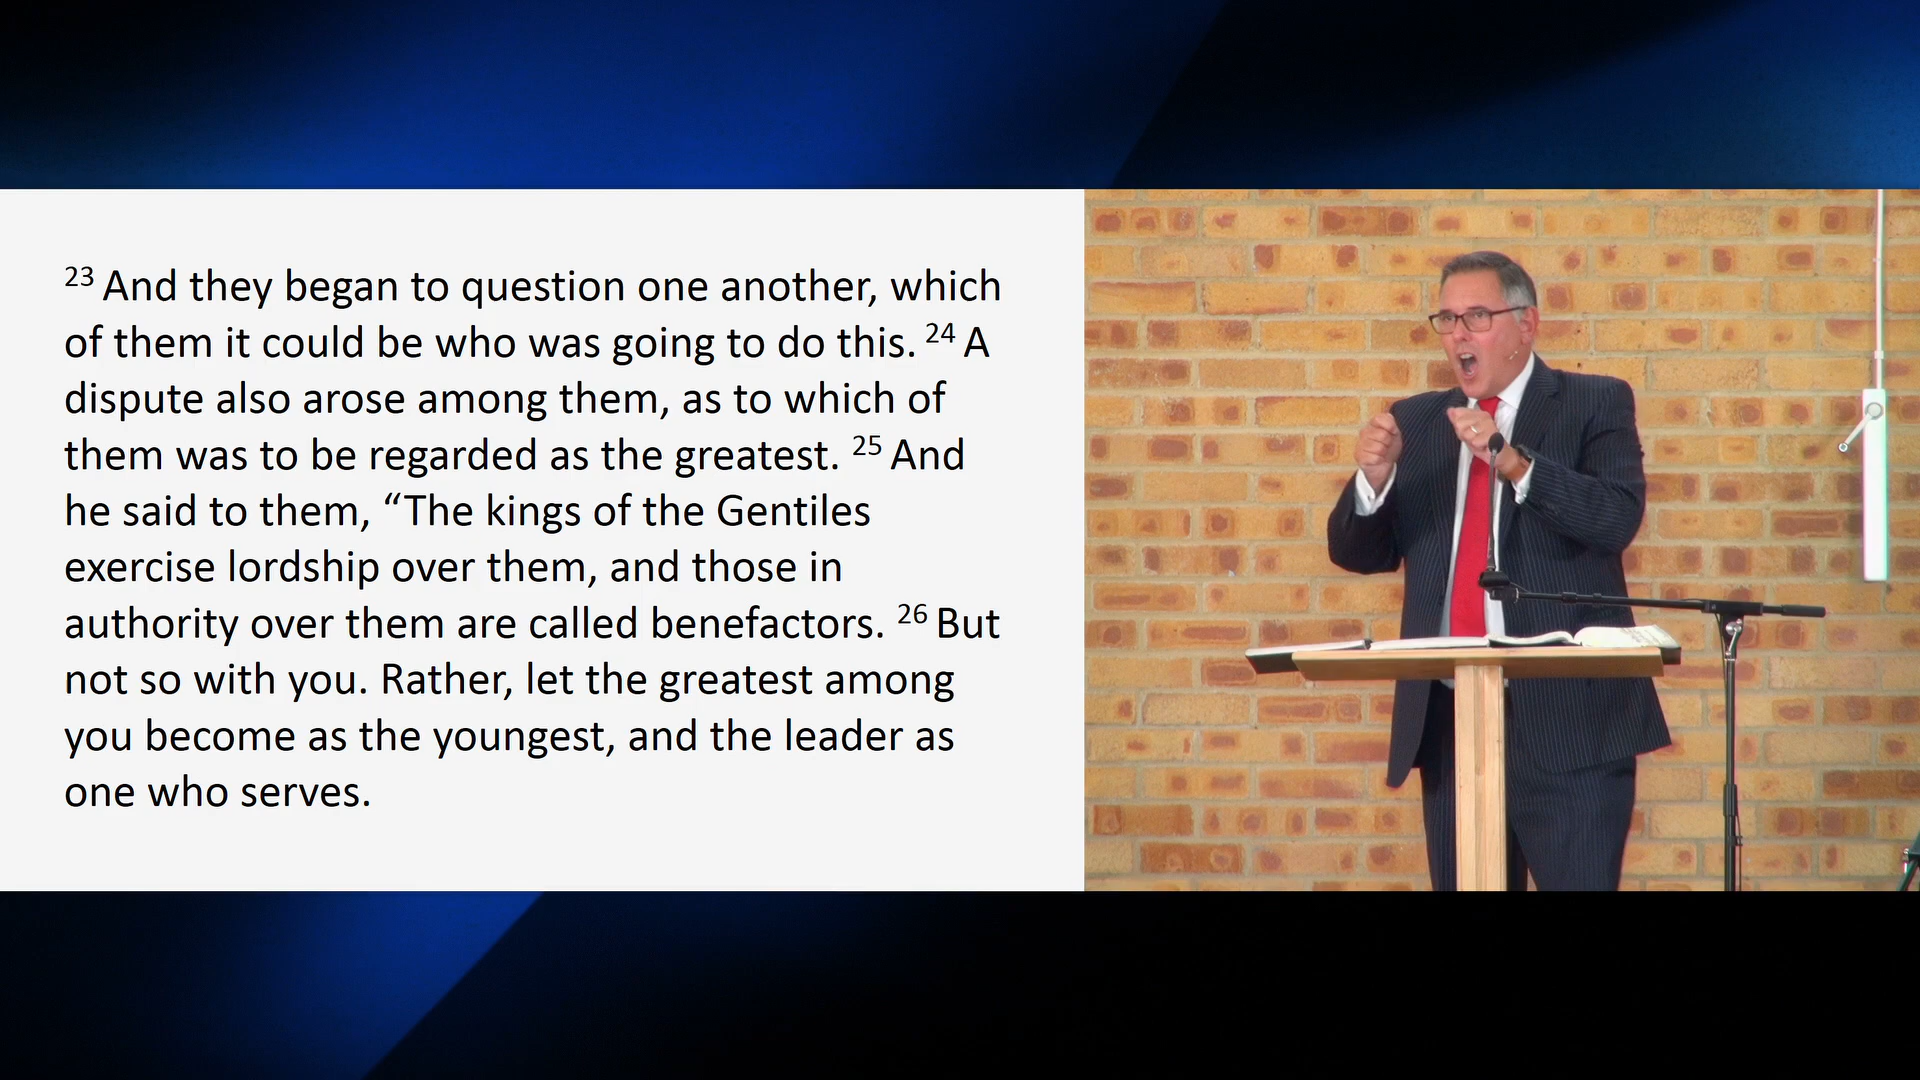 23 And they began to question one another, which
of them it could be who was going to do this. 24 A
dispute also arose among them, as to which of
them was to be regarded as the greatest. 25 And
he said to them, “The kings of the Gentiles
exercise lordship over them, and those in
authority over them are called benefactors. 26 But
not so with you. Rather, let the greatest among
you become as the youngest, and the leader as
one who serves.